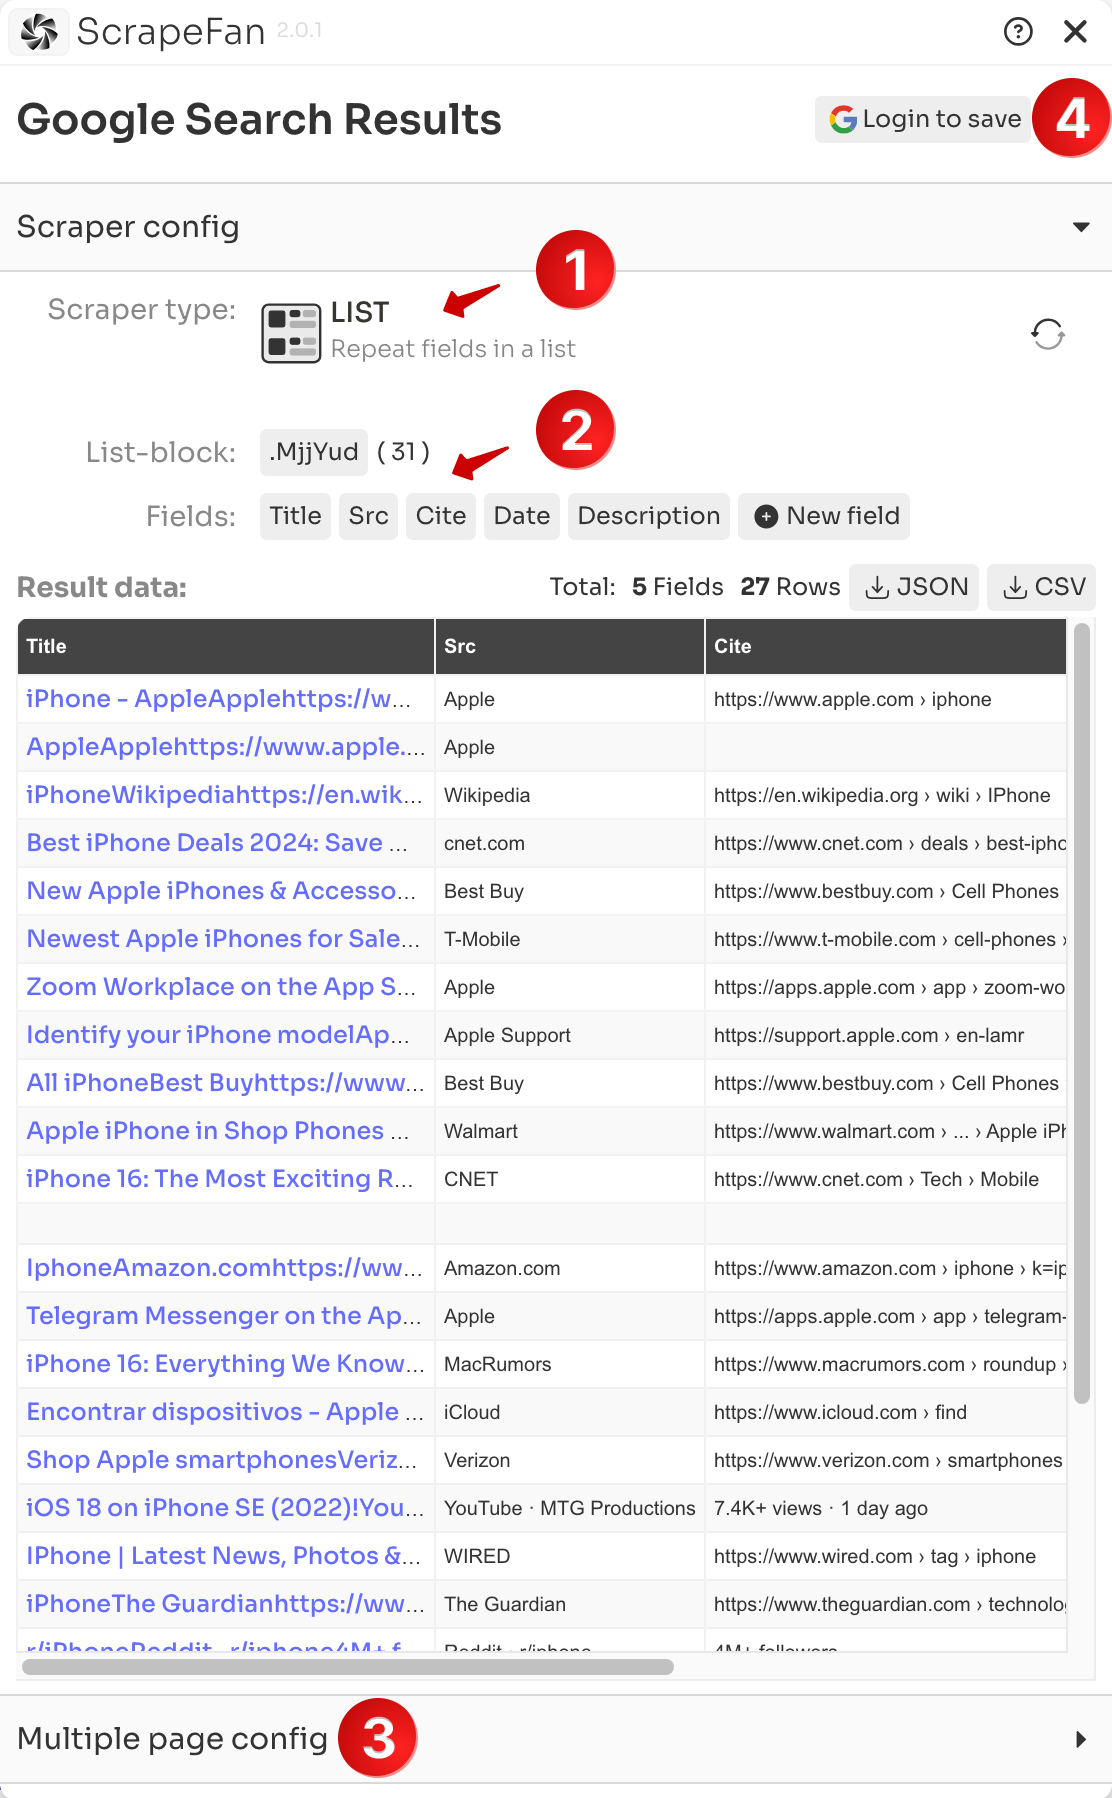 ScrapeFan 2.0.1
Google Search Results
Login to save
4
Scraper config
1
Scraper type:
LIST
Repeat fields in a list
2
List-block: .MjjYud ( 31 )
Fields: Title Src Cite Date Description New field
Result data: Total: 5 Fields 27 Rows JSON CSV
Title Src Cite
iPhone - AppleApplehttps://w... Apple https://www.apple.com › iphone
AppleApplehttps://www.apple.... Apple
iPhoneWikipediahttps://en.wik... Wikipedia https://en.wikipedia.org › wiki › IPhone
Best iPhone Deals 2024: Save ... cnet.com https://www.cnet.com › deals › best-ipho
New Apple iPhones & Accesso... Best Buy https://www.bestbuy.com › Cell Phones
Newest Apple iPhones for Sale... T-Mobile https://www.t-mobile.com › cell-phones ›
Zoom Workplace on the App S... Apple https://apps.apple.com › app › zoom-wo
Identify your iPhone modelAp... Apple Support https://support.apple.com › en-lamr
All iPhoneBest Buyhttps://www... Best Buy https://www.bestbuy.com › Cell Phones
Apple iPhone in Shop Phones ... Walmart https://www.walmart.com › ... › Apple iPh
iPhone 16: The Most Exciting R... CNET https://www.cnet.com › Tech › Mobile
IphoneAmazon.comhttps://ww... Amazon.com https://www.amazon.com › iphone › k=ip
Telegram Messenger on the Ap... Apple https://apps.apple.com › app › telegram-
iPhone 16: Everything We Know... MacRumors https://www.macrumors.com › roundup ›
Encontrar dispositivos - Apple ... iCloud https://www.icloud.com › find
Shop Apple smartphonesVeriz... Verizon https://www.verizon.com › smartphones
iOS 18 on iPhone SE (2022)!You... YouTube · MTG Productions 7.4K+ views · 1 day ago
IPhone | Latest News, Photos &... WIRED https://www.wired.com › tag › iphone
iPhoneThe Guardianhttps://ww... The Guardian https://www.theguardian.com › technolo
r/iPhoneReddit · r/iphone4M+ f Reddit · r/iphone 4M+ followers
Multiple page config 3